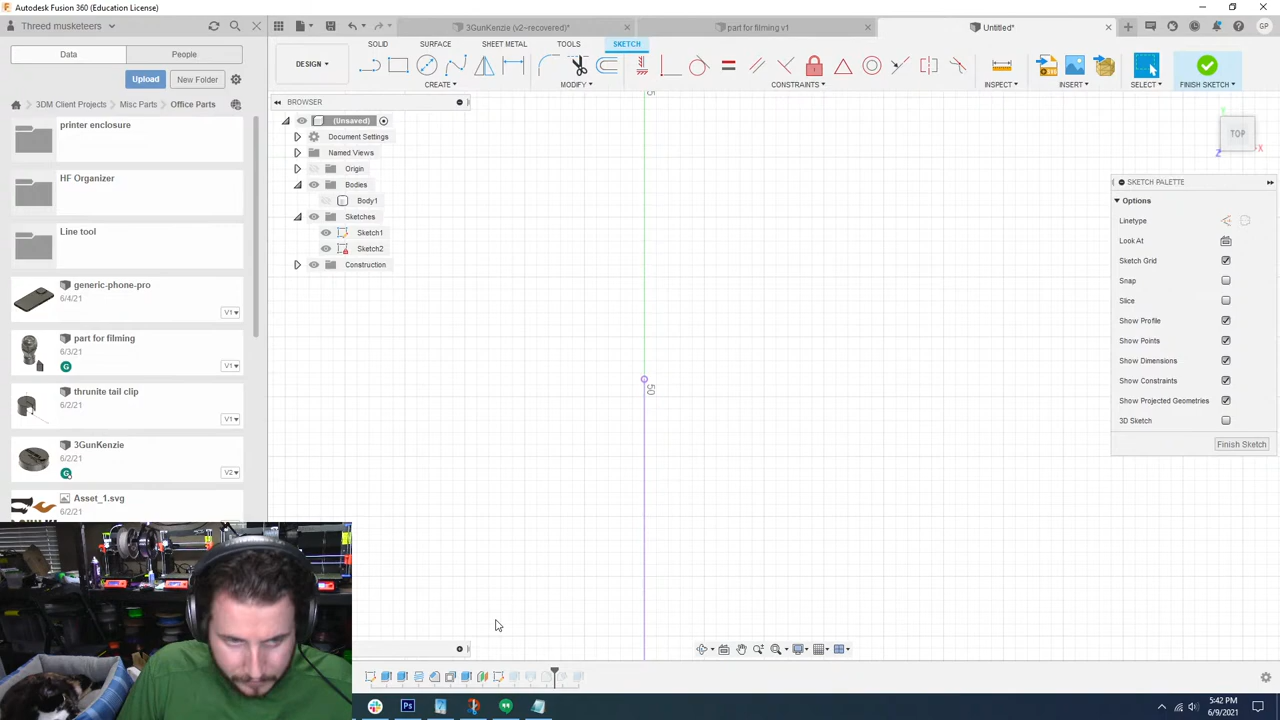 Autodesk Fusion 360 (Education License)
Threed musketeers
3GunKenzie (v2~recovered)*
part for filming v1
Untitled*
GP
Data
People
SOLID
SURFACE
SHEET METAL
TOOLS
SKETCH
DESIGN
Upload
New Folder
CREATE
MODIFY
CONSTRAINTS
INSPECT
INSERT
SELECT
FINISH SKETCH
3DM Client Projects
Misc Parts
Office Parts
BROWSER
(Unsaved)
Document Settings
Named Views
Origin
Bodies
Body1
Sketches
Sketch1
Sketch2
Construction
printer enclosure
HF Organizer
Line tool
generic-phone-pro
6/4/21
V1
part for filming
6/3/21
G
V1
thrunite tail clip
6/2/21
V1
3GunKenzie
6/2/21
G
V2
Asset_1.svg
6/2/21
50
TOP
X
Y
Z
SKETCH PALETTE
Options
Linetype
Look At
Sketch Grid
Snap
Slice
Show Profile
Show Points
Show Dimensions
Show Constraints
Show Projected Geometries
3D Sketch
Finish Sketch
Ps
5:42 PM
6/9/2021